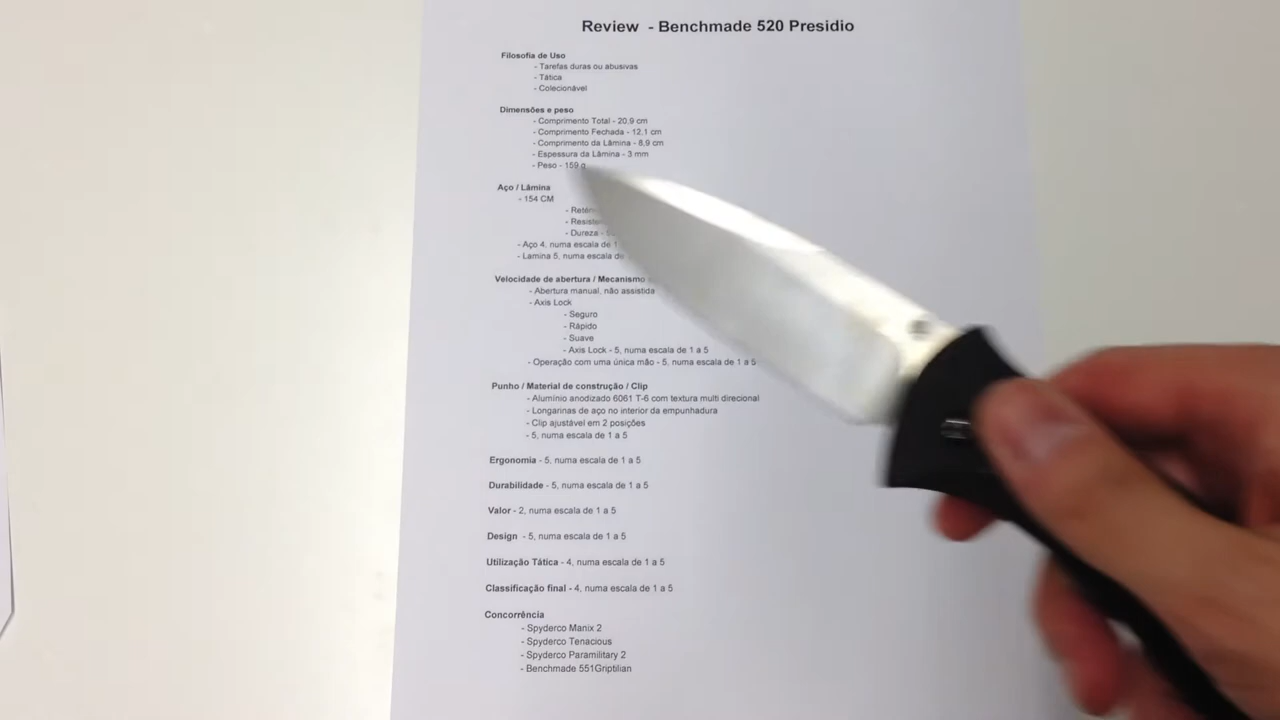 Review - Benchmade 520 Presidio
Filosofia de Uso
- Tarefas duras ou abusivas
- Tática
- Colecionável
Dimensões e peso
- Comprimento Total - 20,9 cm
- Comprimento Fechada - 12,1 cm
- Comprimento da Lâmina - 8,9 cm
- Espessura da Lâmina - 3 mm
- Peso - 159 g
Aço / Lâmina
- 154 CM
-
-
- Dureza -
- Aço 4, numa escala de 1
- Lamina 5, numa escala de
Velocidade de abertura / Mecanismo
- Abertura manual, não assistida
- Axis Lock
- Seguro
- Rápido
- Suave
- Axis Lock - 5, numa escala de 1 a 5
- Operação com uma única mão - 5, numa escala de 1 a 5
Punho / Material de construção / Clip
- Alumínio anodizado 6061 T-6 com textura multi direcional
- Longarinas de aço no interior da empunhadura
- Clip ajustável em 2 posições
- 5, numa escala de 1 a 5
Ergonomia - 5, numa escala de 1 a 5
Durabilidade - 5, numa escala de 1 a 5
Valor - 2, numa escala de 1 a 5
Design - 5, numa escala de 1 a 5
Utilização Tática - 4, numa escala de 1 a 5
Classificação final - 4, numa escala de 1 a 5
Concorrência
- Spyderco Manix 2
- Spyderco Tenacious
- Spyderco Paramilitary 2
- Benchmade 551Griptilian